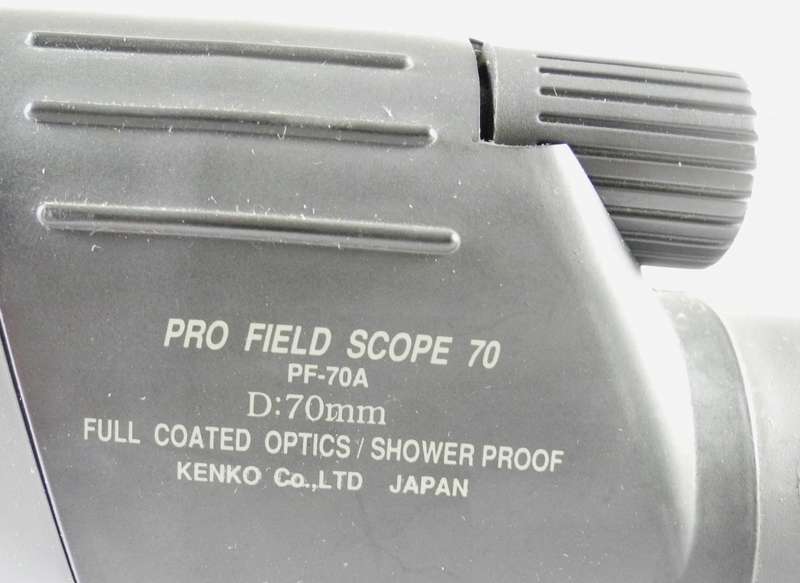 PRO FIELD SCOPE 70
PF-70A
D:70mm
FULL COATED OPTICS / SHOWER PROOF
KENKO Co.,LTD JAPAN